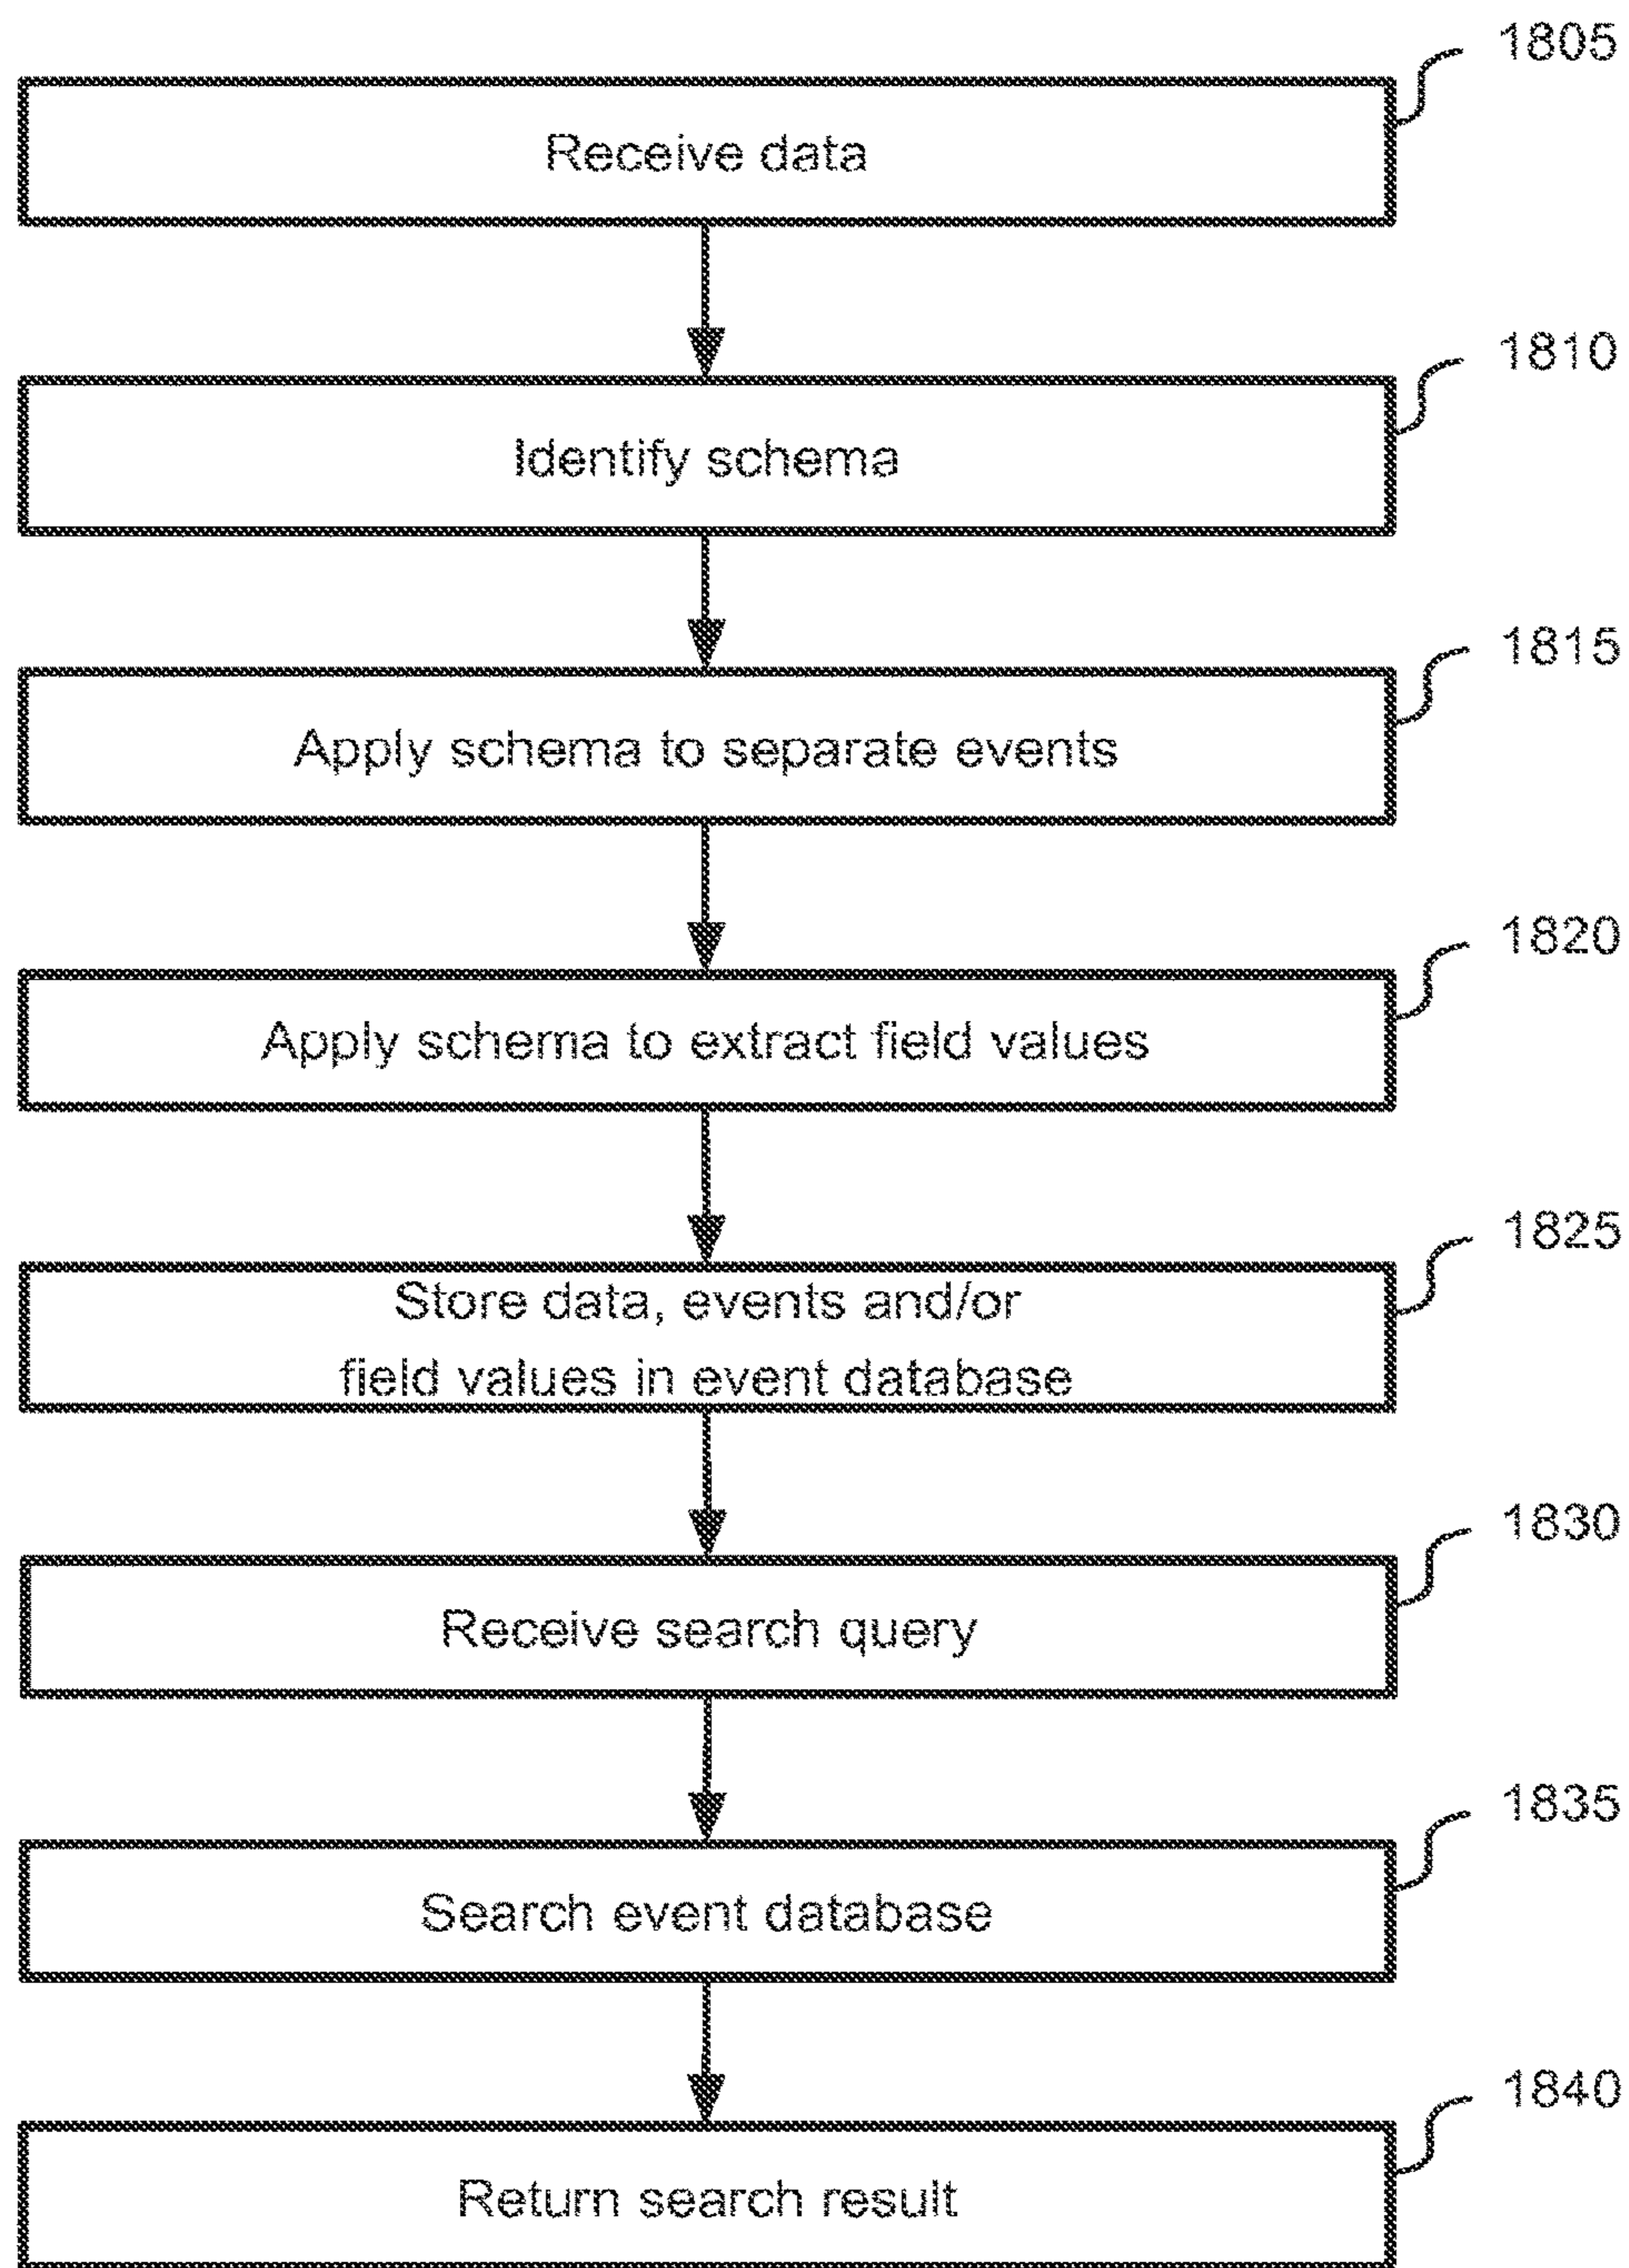 1805
Receive data
1810
Identify schema
1815
Apply schema to separate events
1820
Apply schema to extract field values
1825
Store data, events and/or
field values in event database
1830
Receive search query
1835
Search event database
1840
Return search result